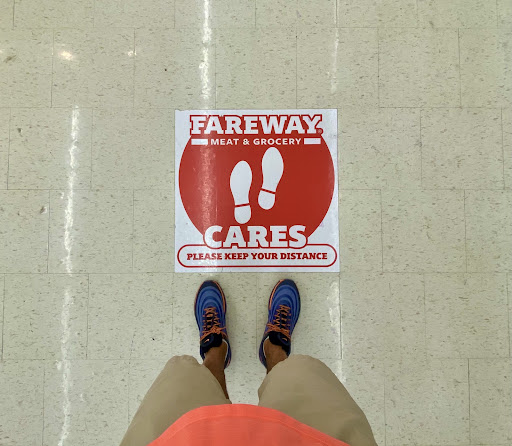 FAREWAY®
MEAT & GROCERY
CARES
PLEASE KEEP YOUR DISTANCE